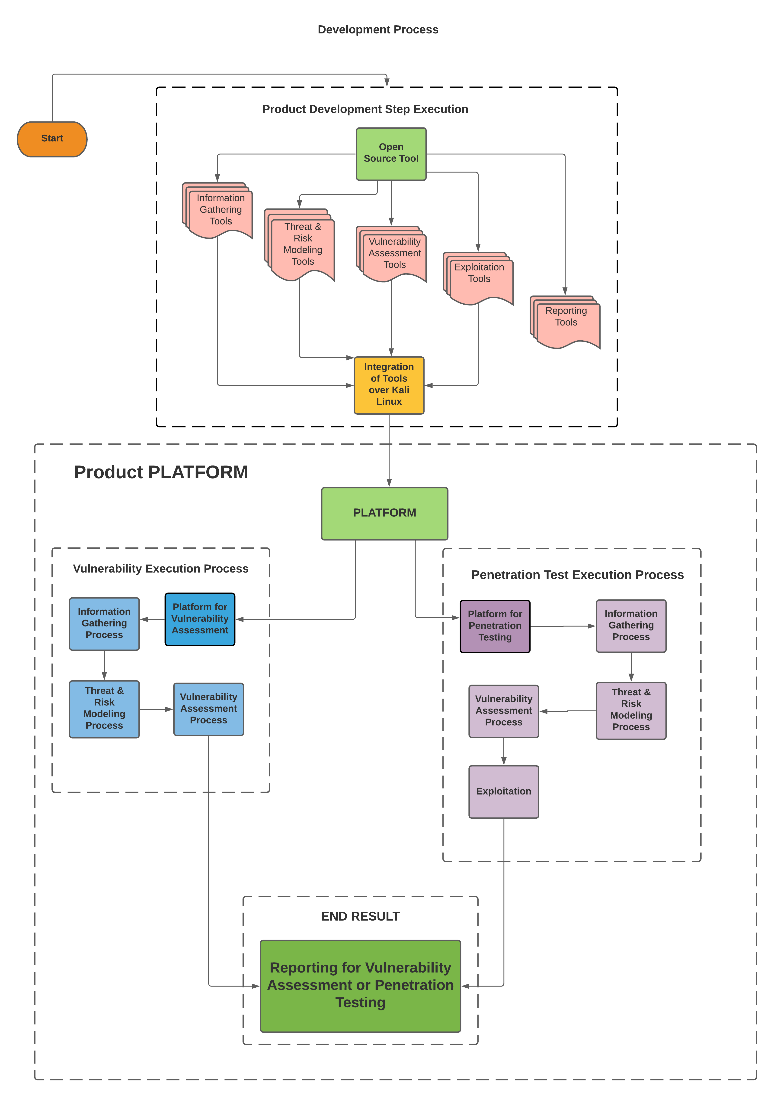 Development Process
Start
Product Development Step Execution
Open
Source Tool
Information
Gathering
Tools
Threat &
Risk
Modeling
Tools
Vulnerability
Assessment
Tools
Exploitation
Tools
Reporting
Tools
Integration
of Tools
over Kali
Linux
Product PLATFORM
PLATFORM
Vulnerability Execution Process
Platform for
Vulnerability
Assessment
Information
Gathering
Process
Threat &
Risk
Modeling
Process
Vulnerability
Assessment
Process
Penetration Test Execution Process
Platform for
Penetration
Testing
Information
Gathering
Process
Threat &
Risk
Modeling
Process
Vulnerability
Assessment
Process
Exploitation
END RESULT
Reporting for Vulnerability
Assessment or Penetration
Testing